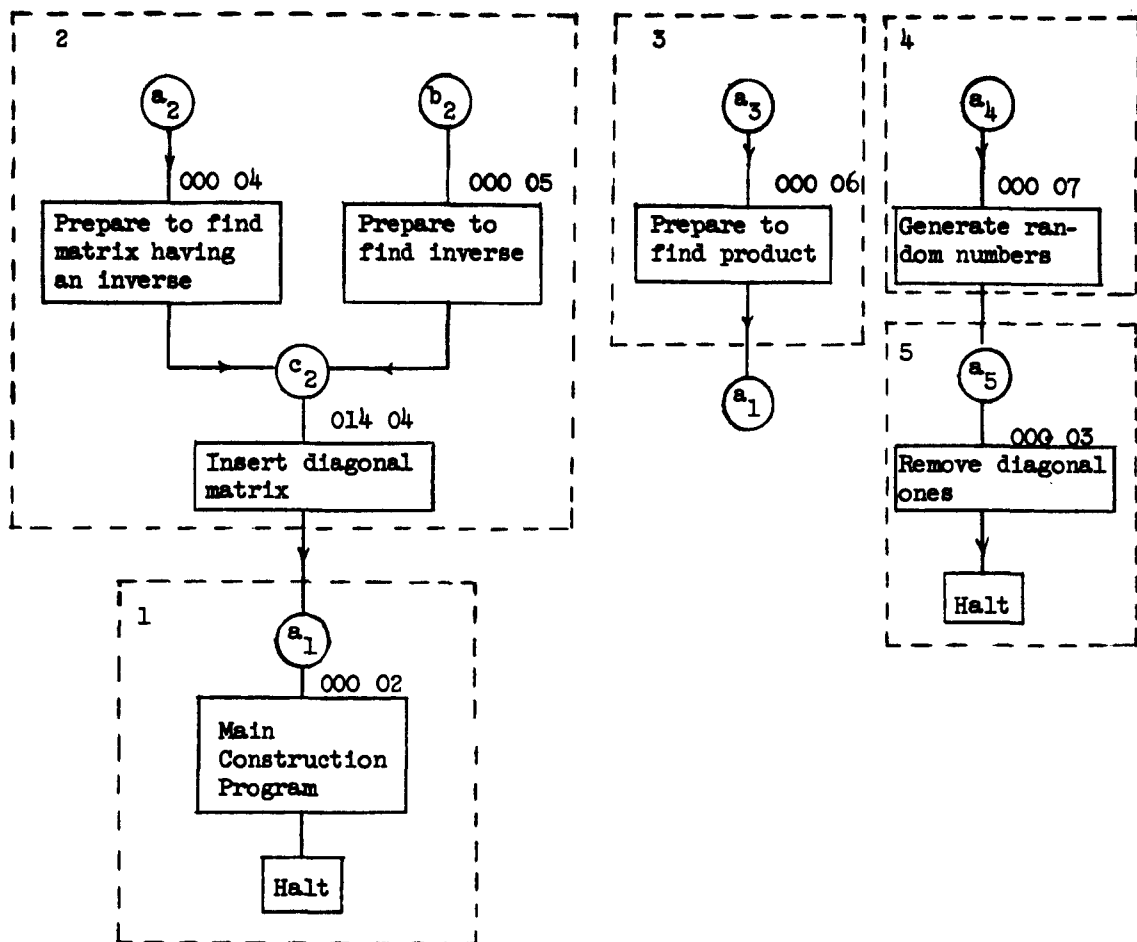 2
a2
b2
000 04
000 05
Prepare to find
matrix having
an inverse
Prepare to
find inverse
c2
014 04
Insert diagonal
matrix
1
a1
000 02
Main
Construction
Program
Halt
3
a3
000 06
Prepare to
find product
a1
4
a4
000 07
Generate ran-
dom numbers
5
a5
000 03
Remove diagonal
ones
Halt